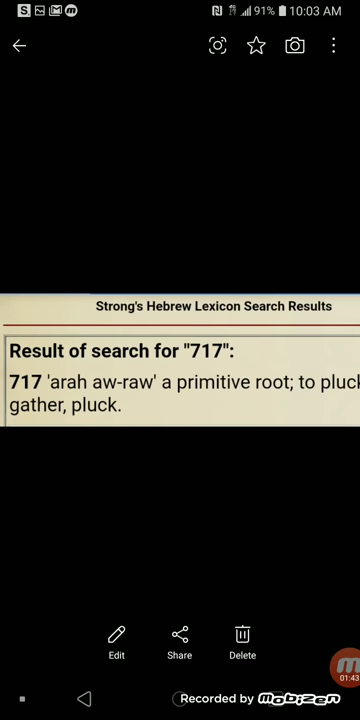 91% 10:03 AM
Strong's Hebrew Lexicon Search Results
Result of search for "717":
717 'arah aw-raw' a primitive root; to pluck
gather, pluck.
Edit Share Delete
01:43
Recorded by mobizen